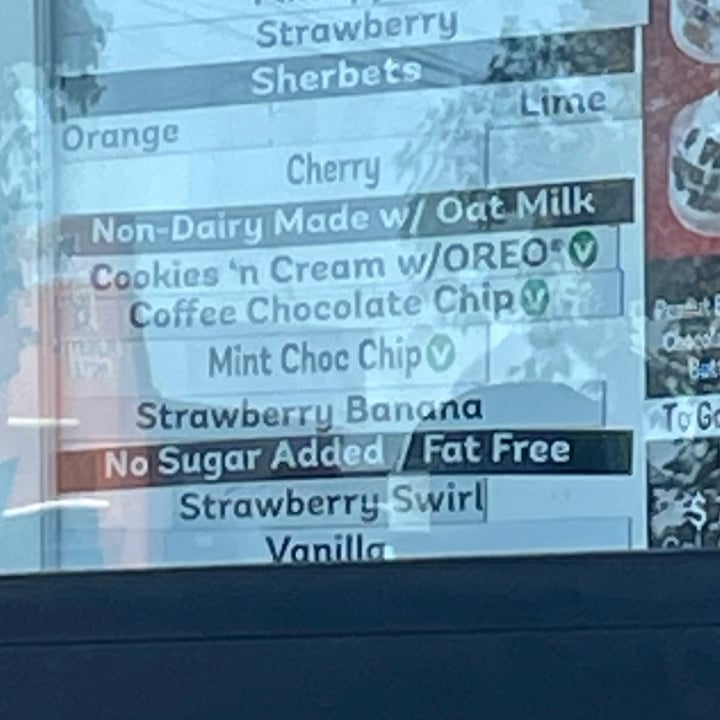 Strawberry
Sherbets
Lime
Orange
Cherry
Non-Dairy Made w/ Oat Milk
Cookies 'n Cream w/OREO® V
Coffee Chocolate Chip V
Mint Choc Chip V
Strawberry Banana
No Sugar Added / Fat Free
Strawberry Swirl
Vanilla
To Go
$